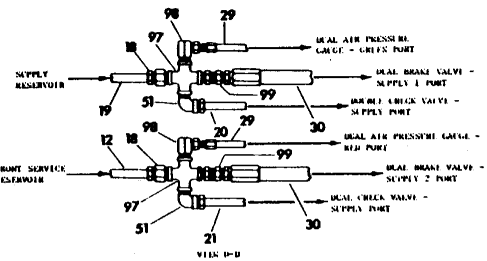 98
29
DUAL AIR PRESSURE
GAUGE - GREEN PORT
97
18
SUPPLY
RESERVOIR
DUAL BRAKE VALVE -
SUPPLY 1 PORT
19
51
99
DOUBLE CHECK VALVE -
SUPPLY PORT
20
30
29
98
12
18
DUAL AIR PRESSURE GAUGE -
RED PORT
99
RONT SERVICE
ESERVOIR
DUAL BRAKE VALVE -
SUPPLY 2 PORT
97
51
30
DUAL CHECK VALVE -
SUPPLY PORT
21
VIEW D-D